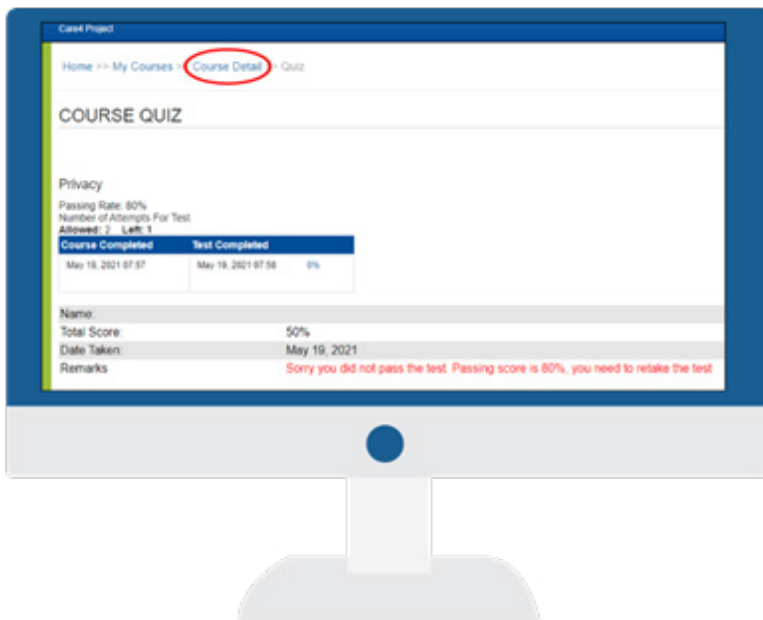 Care4 Project
Home >> My Courses >> Course Detail >> Quiz
COURSE QUIZ
Privacy
Passing Rate: 80%
Number of Attempts For Test
Allowed: 2 Left: 1
Course Completed Test Completed
May 19, 2021 07:57 May 19, 2021 07:58 0%
Name:
Total Score: 50%
Date Taken: May 19, 2021
Remarks Sorry you did not pass the test. Passing score is 80%, you need to retake the test